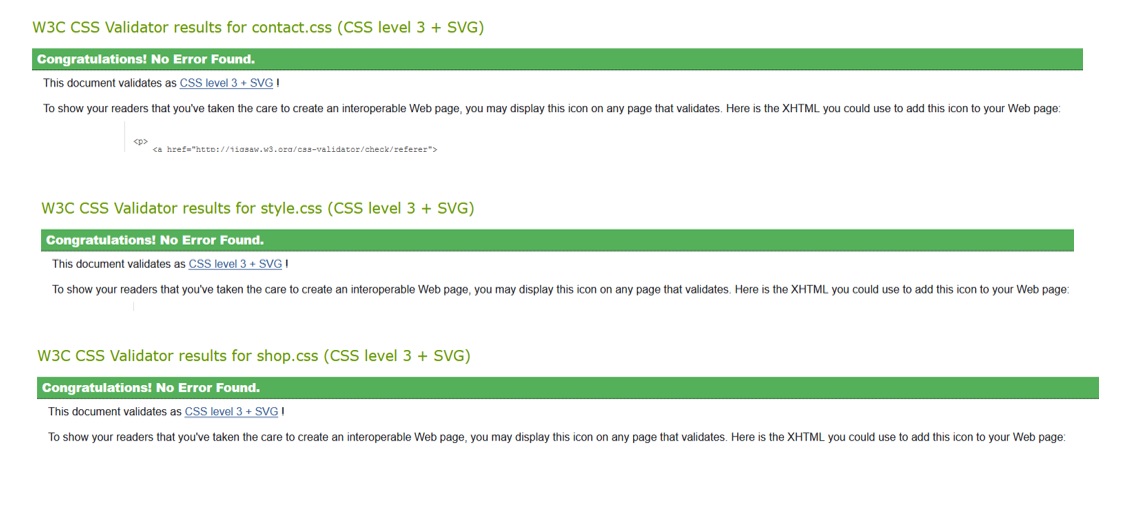 W3C CSS Validator results for contact.css (CSS level 3 + SVG)
Congratulations! No Error Found.
This document validates as CSS level 3 + SVG !
To show your readers that you've taken the care to create an interoperable Web page, you may display this icon on any page that validates. Here is the XHTML you could use to add this icon to your Web page:
<p>
<a href="http://jigsaw.w3.org/css-validator/check/referer">
W3C CSS Validator results for style.css (CSS level 3 + SVG)
Congratulations! No Error Found.
This document validates as CSS level 3 + SVG !
To show your readers that you've taken the care to create an interoperable Web page, you may display this icon on any page that validates. Here is the XHTML you could use to add this icon to your Web page:
W3C CSS Validator results for shop.css (CSS level 3 + SVG)
Congratulations! No Error Found.
This document validates as CSS level 3 + SVG !
To show your readers that you've taken the care to create an interoperable Web page, you may display this icon on any page that validates. Here is the XHTML you could use to add this icon to your Web page: